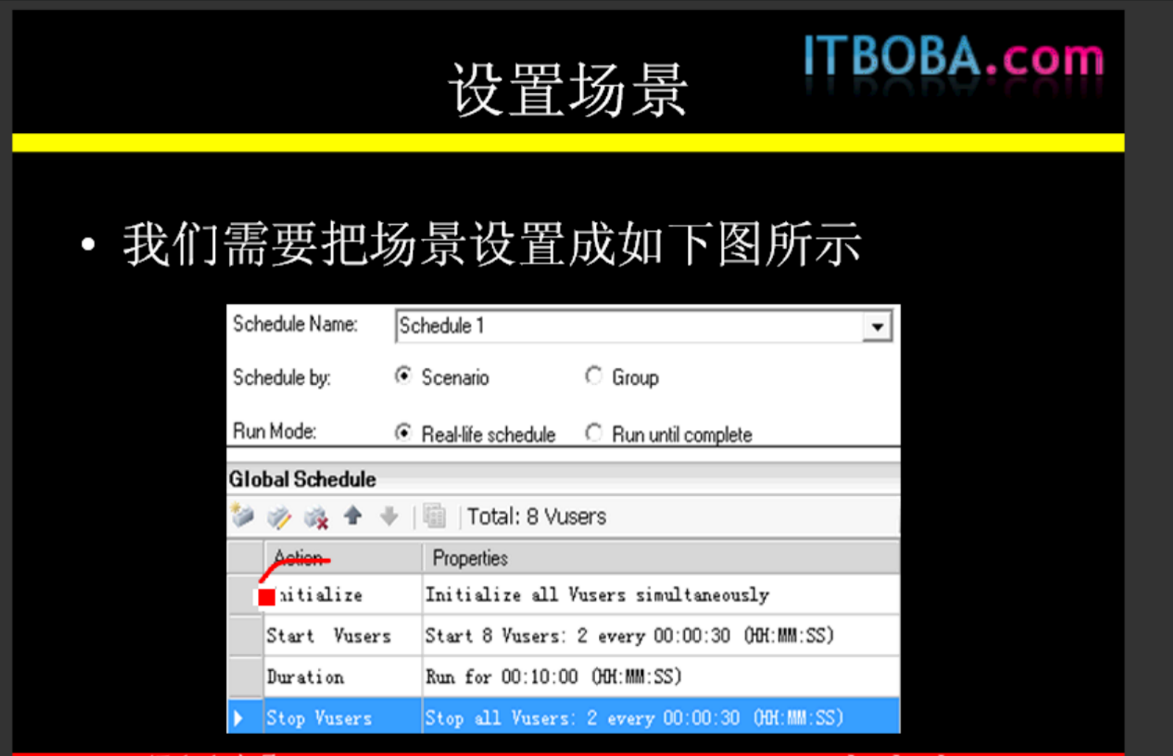 ITBOBA.com
设置场景
• 我们需要把场景设置成如下图所示
Schedule Name: Schedule 1
Schedule by: Scenario Group
Run Mode: Real-life schedule Run until complete
Global Schedule
Total: 8 Vusers
Action Properties
Initialize Initialize all Vusers simultaneously
Start Vusers Start 8 Vusers: 2 every 00:00:30 (HH:MM:SS)
Duration Run for 00:10:00 (HH:MM:SS)
Stop Vusers Stop all Vusers: 2 every 00:00:30 (HH:MM:SS)